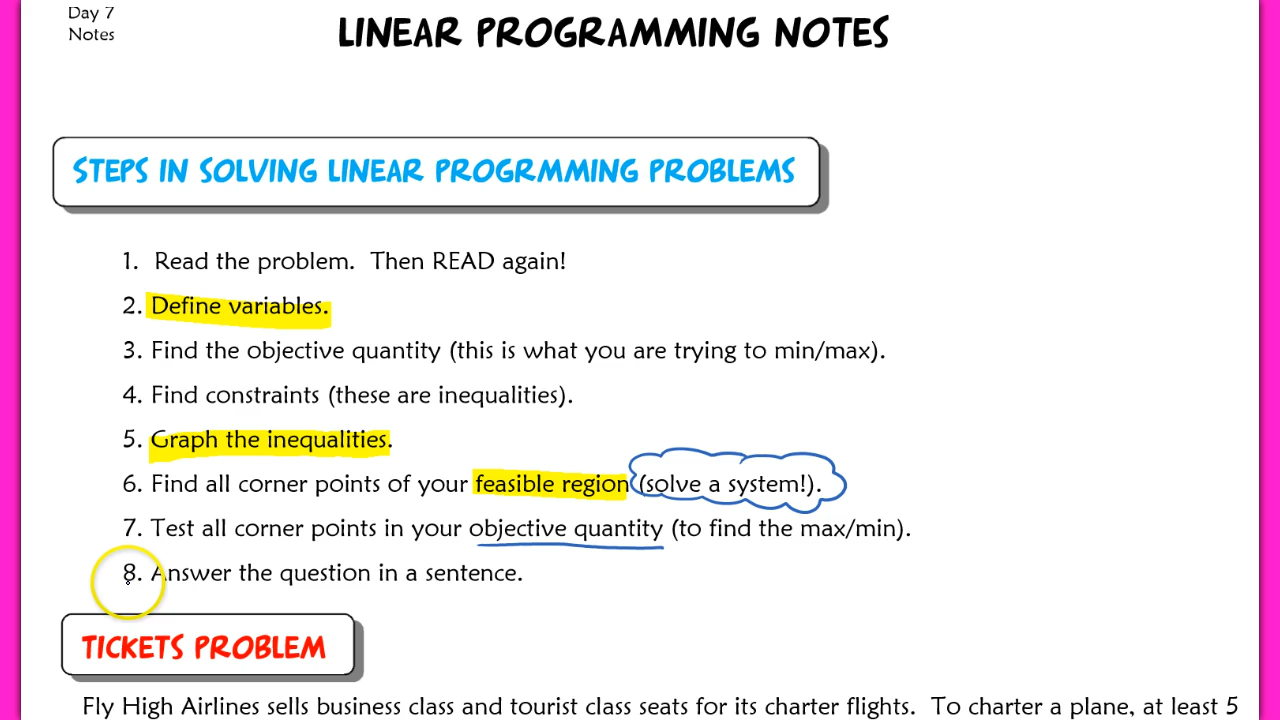 Day 7
Notes
LINEAR PROGRAMMING NOTES
STEPS IN SOLVING LINEAR PROGRMMING PROBLEMS
1. Read the problem. Then READ again!
2. Define variables.
3. Find the objective quantity (this is what you are trying to min/max).
4. Find constraints (these are inequalities).
5. Graph the inequalities.
6. Find all corner points of your feasible region (solve a system!).
7. Test all corner points in your objective quantity (to find the max/min).
8. Answer the question in a sentence.
TICKETS PROBLEM
Fly High Airlines sells business class and tourist class seats for its charter flights. To charter a plane, at least 5